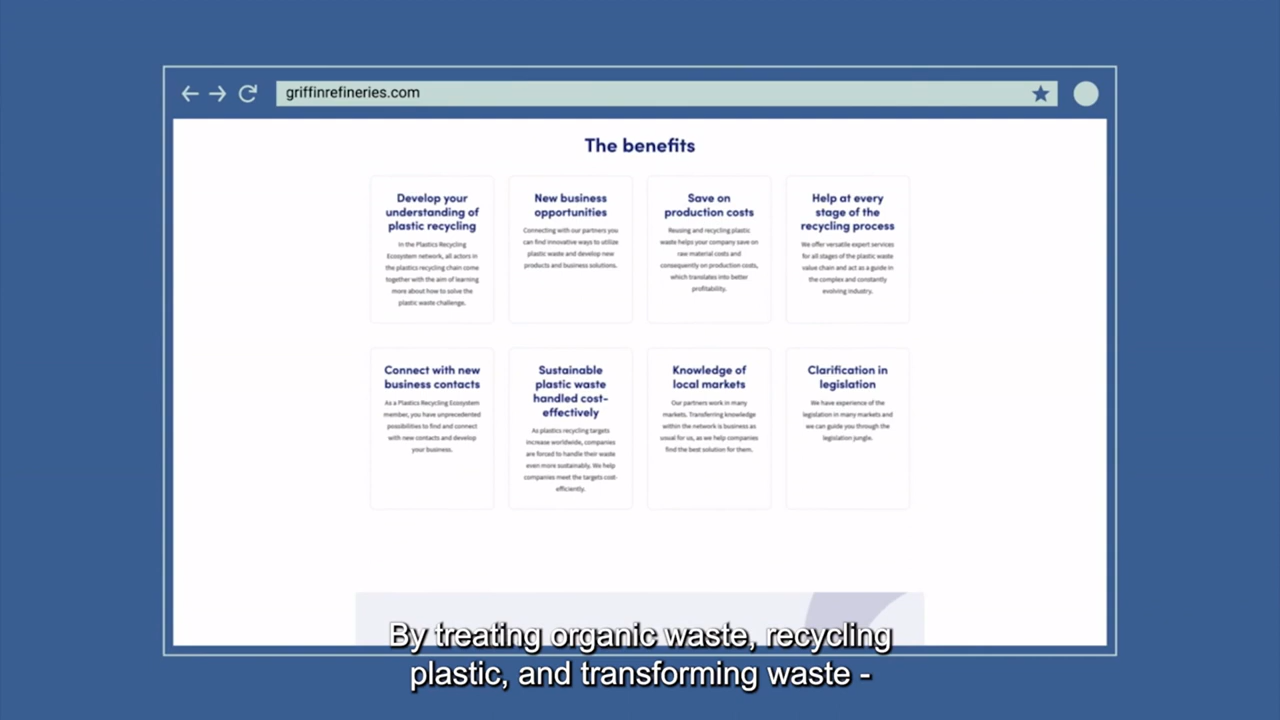 griffinrefineries.com
The benefits
Develop your
understanding of
plastic recycling
In the Plastics Recycling
Ecosystem network, all actors in
the plastics recycling chain come
together with the aim of learning
more about how to solve the
plastic waste challenge.
New business
opportunities
Connecting with our partners you
can find innovative ways to utilize
plastic waste and develop new
products and business solutions.
Save on
production costs
Reusing and recycling plastic
waste helps your company save on
raw material costs and
consequently on production costs,
which translates into better
profitability.
Help at every
stage of the
recycling process
We offer versatile expert services
for all stages of the plastic waste
value chain and act as a guide in
the complex and constantly
evolving industry.
Connect with new
business contacts
As a Plastics Recycling Ecosystem
member, you have unprecedented
possibilities to find and connect
with new contacts and develop
your business.
Sustainable
plastic waste
handled cost-
effectively
As plastics recycling targets
increase worldwide, companies
are forced to handle their waste
even more sustainably. We help
companies meet the targets cost-
efficiently.
Knowledge of
local markets
Our partners work in many
markets. Transferring knowledge
within the network is business as
usual for us, as we help companies
find the best solution for them.
Clarification in
legislation
We have experience of the
legislation in many markets and
we can guide you through the
legislation jungle.
By treating organic waste, recycling
plastic, and transforming waste -